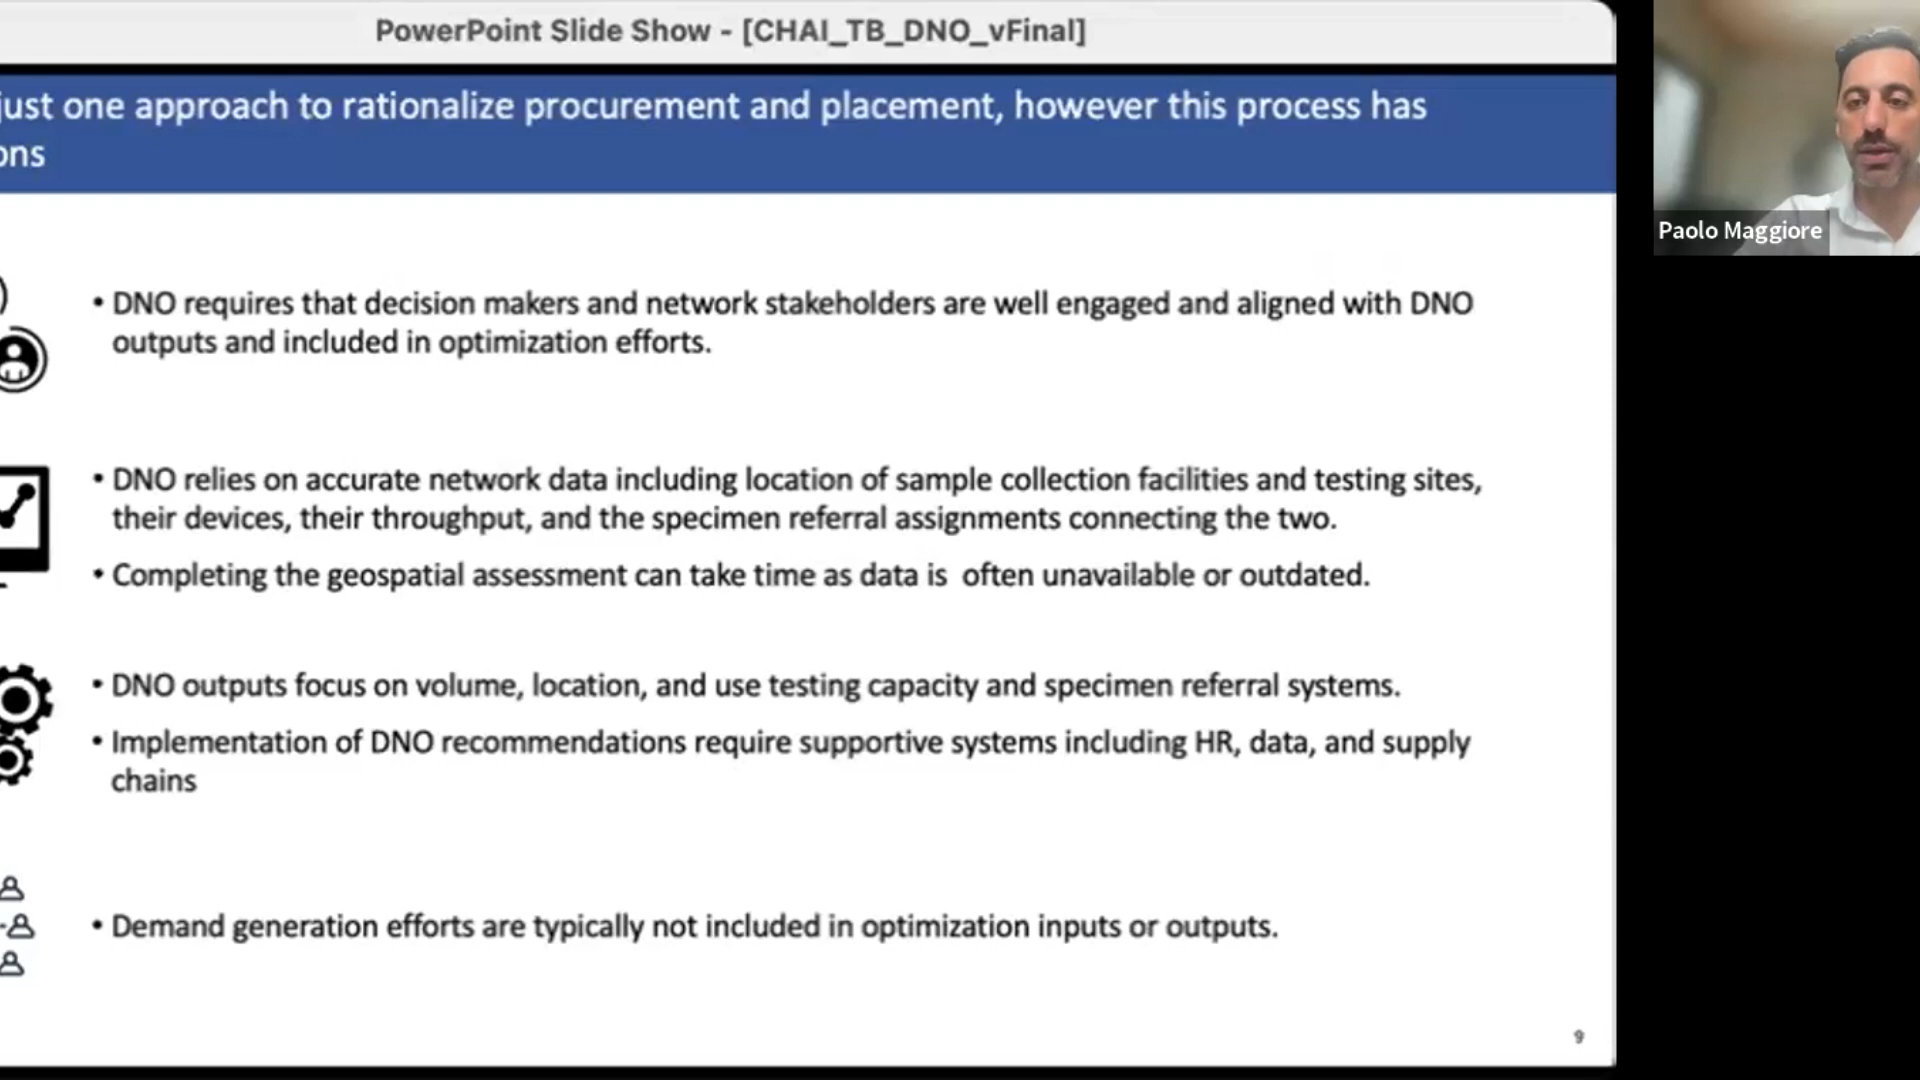 PowerPoint Slide Show - [CHAI_TB_DNO_vFinal]
just one approach to rationalize procurement and placement, however this process has
ons
Paolo Maggiore
• DNO requires that decision makers and network stakeholders are well engaged and aligned with DNO
outputs and included in optimization efforts.
• DNO relies on accurate network data including location of sample collection facilities and testing sites,
their devices, their throughput, and the specimen referral assignments connecting the two.
• Completing the geospatial assessment can take time as data is often unavailable or outdated.
• DNO outputs focus on volume, location, and use testing capacity and specimen referral systems.
• Implementation of DNO recommendations require supportive systems including HR, data, and supply
chains
• Demand generation efforts are typically not included in optimization inputs or outputs.
9